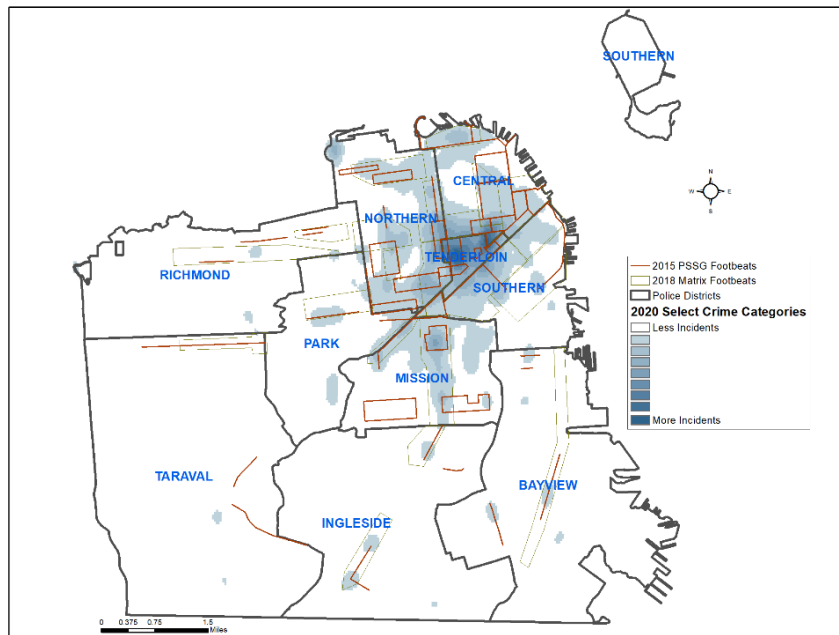 SOUTHERN
CENTRAL
N
W
E
S
NORTHERN
TENDERLOIN
RICHMOND
SOUTHERN
2015 PSSG Footbeats
2018 Matrix Footbeats
Police Districts
2020 Select Crime Categories
Less Incidents
More Incidents
PARK
MISSION
TARAVAL
BAYVIEW
INGLESIDE
0 0.375 0.75 1.5
Miles